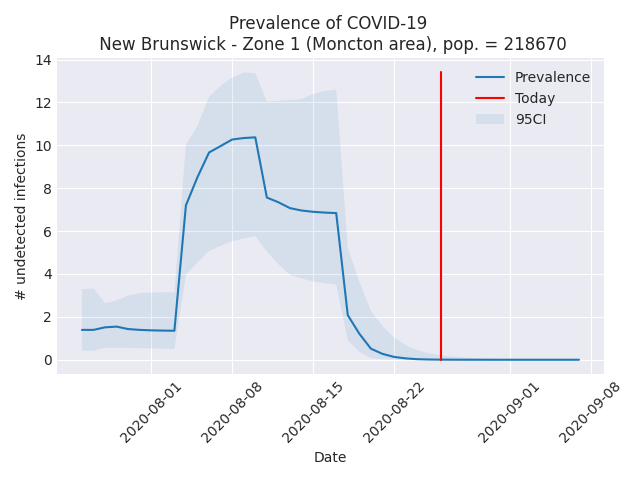 Prevalence of COVID-19
New Brunswick - Zone 1 (Moncton area), pop. = 218670
14
12
10
8
6
4
2
0
# undetected infections
Prevalence
Today
95CI
2020-08-01
2020-08-08
2020-08-15
2020-08-22
2020-09-01
2020-09-08
Date